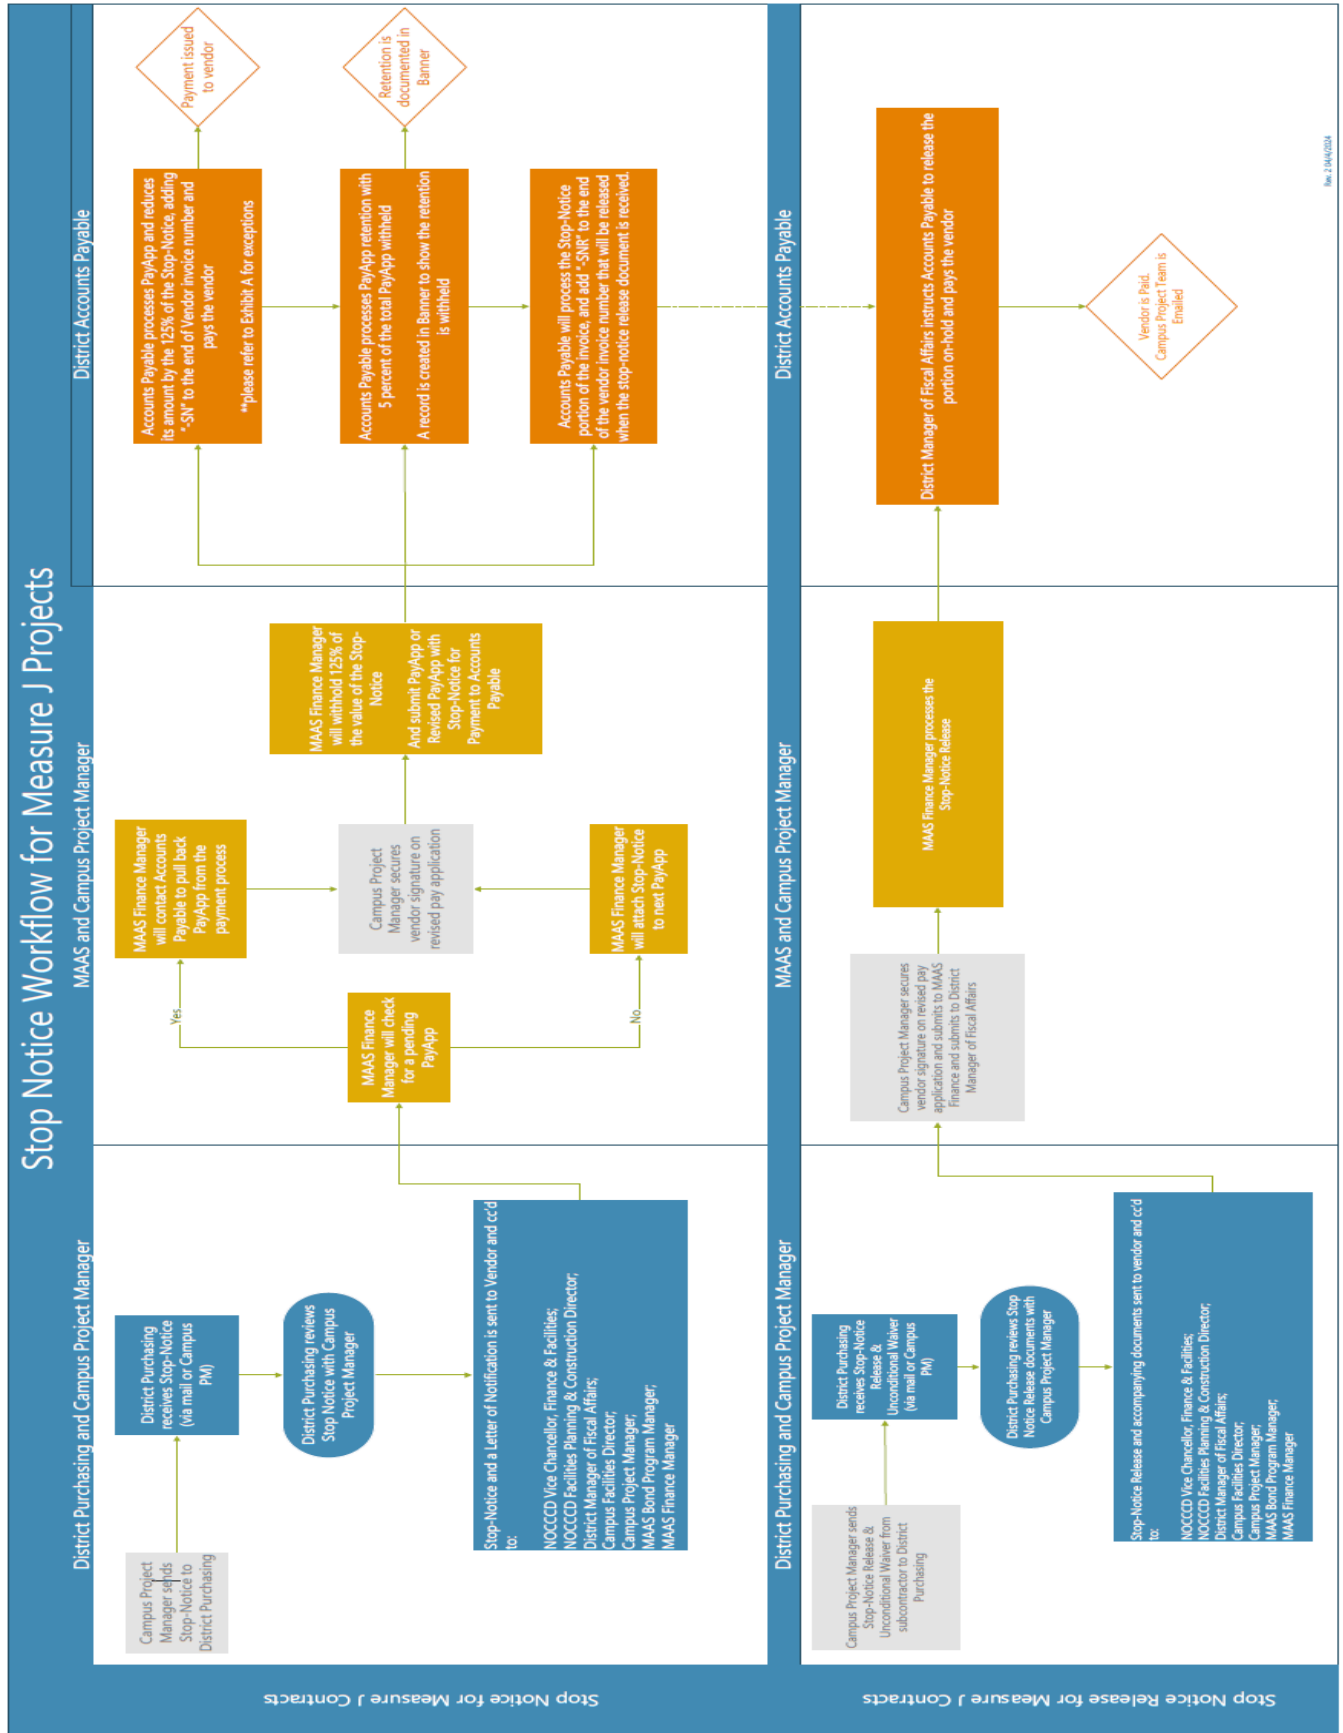 Stop Notice Workflow for Measure J Projects
District Purchasing and Campus Project Manager
MAAS and Campus Project Manager
District Accounts Payable
Stop Notice for Measure J Contracts
Campus Project
Manager sends
Stop-Notice to
District Purchasing
District Purchasing
receives Stop-Notice
(via mail or Campus
PM)
District Purchasing reviews
Stop Notice with Campus
Project Manager
Stop-Notice and a Letter of Notification is sent to Vendor and cc'd
to:
NOCCCD Vice Chancellor, Finance & Facilities;
NOCCCD Facilities Planning & Construction Director;
District Manager of Fiscal Affairs;
Campus Facilities Director;
Campus Project Manager;
MAAS Bond Program Manager;
MAAS Finance Manager
MAAS Finance
Manager will check
for a pending
PayApp
Yes
No
MAAS Finance Manager
will contact Accounts
Payable to pull back
PayApp from the
payment process
Campus Project
Manager secures
vendor signature on
revised pay application
MAAS Finance Manager
will attach Stop-Notice
to next PayApp
MAAS Finance Manager
will withhold 125% of
the value of the Stop-
Notice
And submit PayApp or
Revised PayApp with
Stop-Notice for
Payment to Accounts
Payable
Accounts Payable processes PayApp and reduces
its amount by the 125% of the Stop-Notice, adding
"-SN" to the end of Vendor invoice number and
pays the vendor
**please refer to Exhibit A for exceptions
Payment issued
to vendor
Accounts Payable processes PayApp retention with
5 percent of the total PayApp withheld
A record is created in Banner to show the retention
is withheld
Retention is
documented in
Banner
Accounts Payable will process the Stop-Notice
portion of the invoice, and add "-SNR" to the end
of the vendor invoice number that will be released
when the stop-notice release document is received.
District Purchasing and Campus Project Manager
MAAS and Campus Project Manager
District Accounts Payable
Stop Notice Release for Measure J Contracts
Campus Project Manager sends
Stop-Notice Release &
Unconditional Waiver from
subcontractor to District
Purchasing
District Purchasing
receives Stop-Notice
Release &
Unconditional Waiver
(via mail or Campus
PM)
District Purchasing reviews Stop
Notice Release documents with
Campus Project Manager
Stop-Notice Release and accompanying documents sent to vendor and cc'd
to:
NOCCCD Vice Chancellor, Finance & Facilities;
NOCCCD Facilities Planning & Construction Director;
District Manager of Fiscal Affairs;
Campus Facilities Director;
Campus Project Manager;
MAAS Bond Program Manager;
MAAS Finance Manager
Campus Project Manager secures
vendor signature on revised pay
application and submits to MAAS
Finance and submits to District
Manager of Fiscal Affairs
MAAS Finance Manager processes the
Stop-Notice Release
District Manager of Fiscal Affairs instructs Accounts Payable to release the
portion on-hold and pays the vendor
Vendor is Paid.
Campus Project Team is
Emailed
Rev. 2 04/4/2024